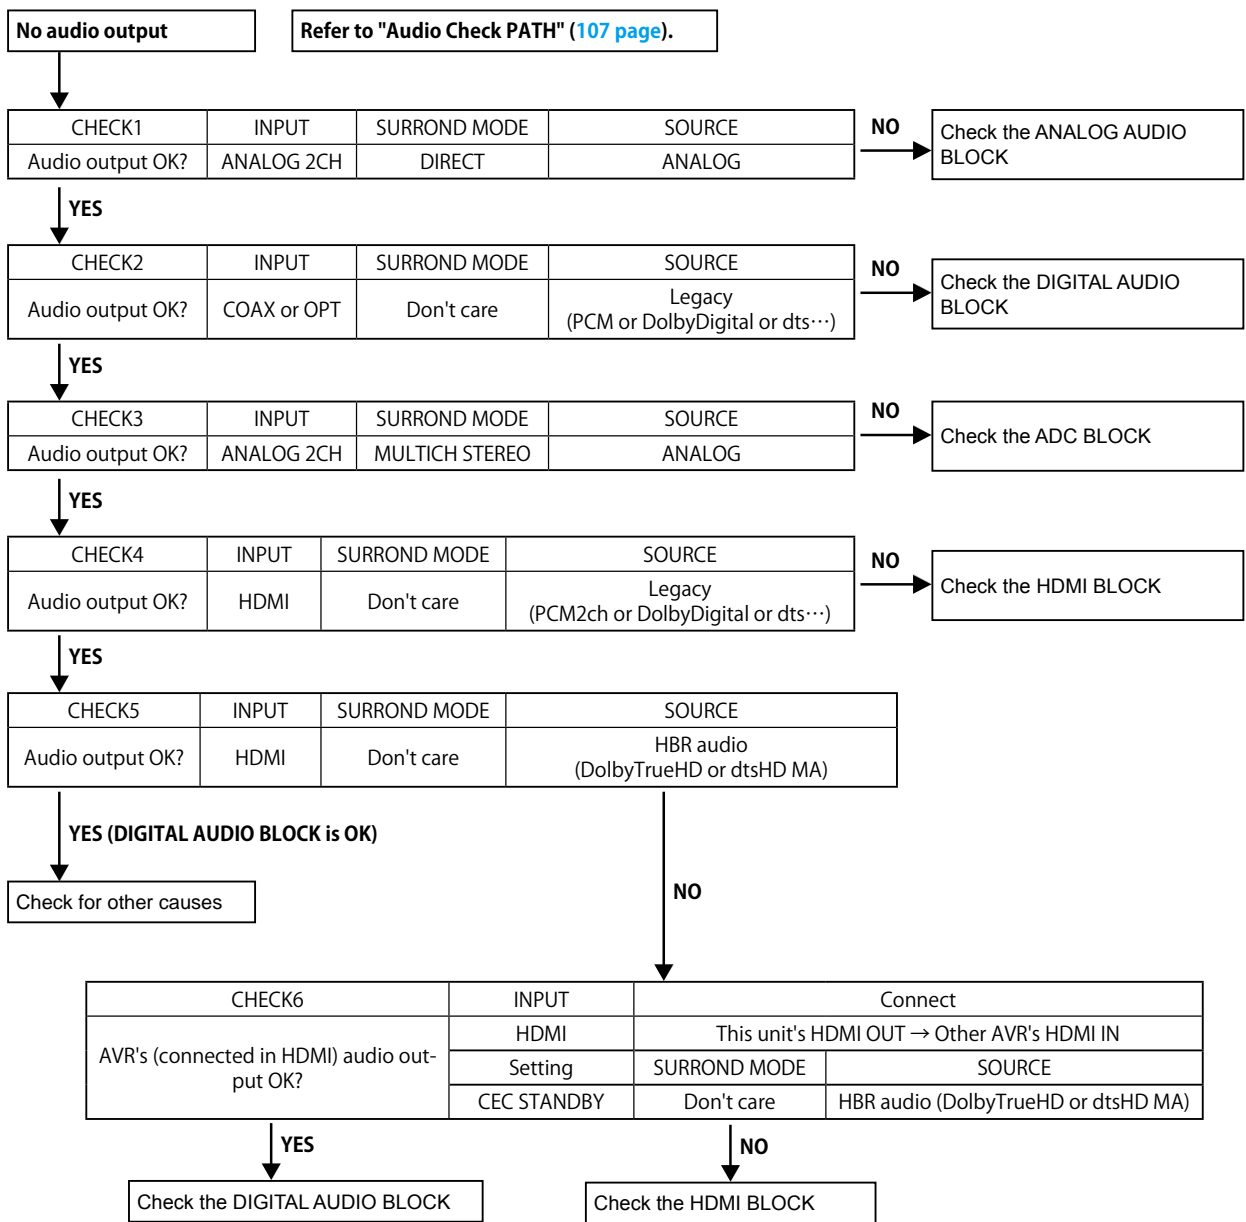 No audio output
Refer to "Audio Check PATH" (107 page).
CHECK1 INPUT SURROND MODE SOURCE
Audio output OK? ANALOG 2CH DIRECT ANALOG
NO
Check the ANALOG AUDIO
BLOCK
YES
CHECK2 INPUT SURROND MODE SOURCE
Audio output OK? COAX or OPT Don't care Legacy
(PCM or DolbyDigital or dts⋯)
NO
Check the DIGITAL AUDIO
BLOCK
YES
CHECK3 INPUT SURROND MODE SOURCE
Audio output OK? ANALOG 2CH MULTICH STEREO ANALOG
NO
Check the ADC BLOCK
YES
CHECK4 INPUT SURROND MODE SOURCE
Audio output OK? HDMI Don't care Legacy
(PCM2ch or DolbyDigital or dts⋯)
NO
Check the HDMI BLOCK
YES
CHECK5 INPUT SURROND MODE SOURCE
Audio output OK? HDMI Don't care HBR audio
(DolbyTrueHD or dtsHD MA)
YES (DIGITAL AUDIO BLOCK is OK)
Check for other causes
NO
CHECK6 INPUT Connect
AVR's (connected in HDMI) audio out-
put OK?
HDMI This unit's HDMI OUT → Other AVR's HDMI IN
Setting SURROND MODE SOURCE
CEC STANDBY Don't care HBR audio (DolbyTrueHD or dtsHD MA)
YES
Check the DIGITAL AUDIO BLOCK
NO
Check the HDMI BLOCK